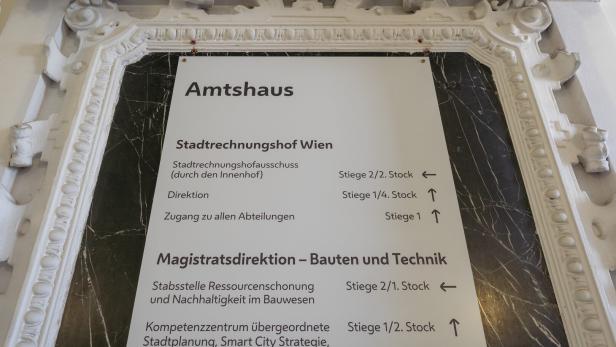 Amtshaus
Stadtrechnungshof Wien
Stadtrechnungshofausschuss
(durch den Innenhof) Stiege 2/2. Stock ←
Direktion Stiege 1/4. Stock ↑
Zugang zu allen Abteilungen Stiege 1 ↑
Magistratsdirektion – Bauten und Technik
Stabsstelle Ressourcenschonung Stiege 2/1. Stock ←
und Nachhaltigkeit im Bauwesen
Kompetenzzentrum übergeordnete Stiege 1/2. Stock ↑
Stadtplanung, Smart City Strategie,